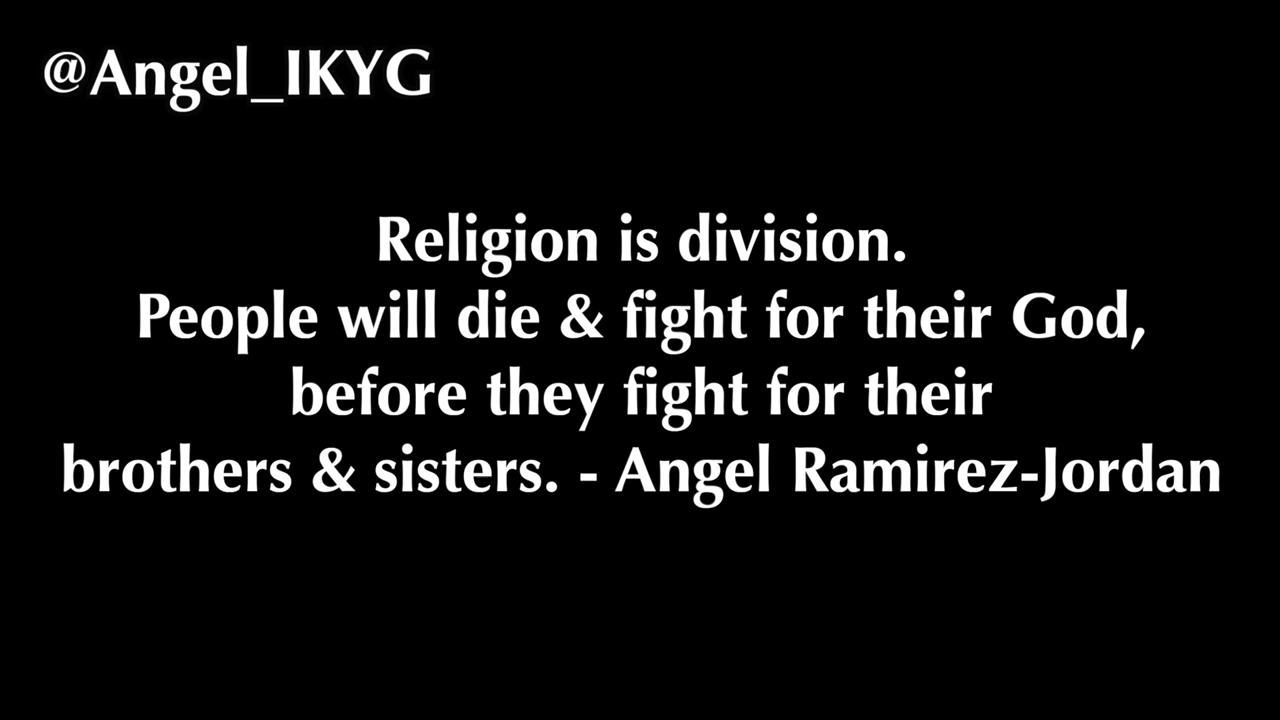 @Angel_IKYG
Religion is division.
People will die & fight for their God,
before they fight for their
brothers & sisters. - Angel Ramirez-Jordan